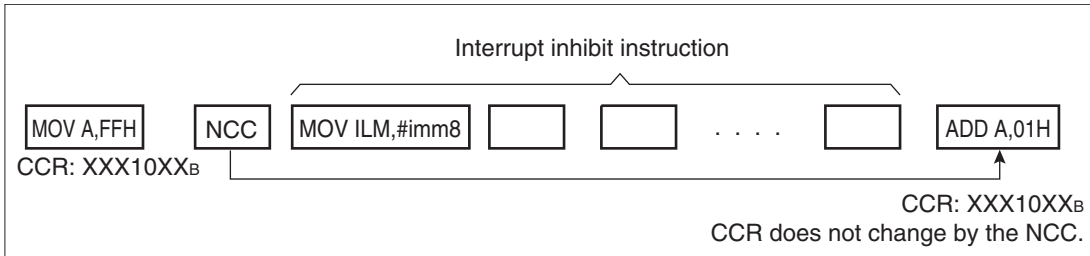 Interrupt inhibit instruction
MOV A,FFH NCC MOV ILM,#imm8 . . . . ADD A,01H
CCR: XXX10XXB
CCR: XXX10XXB
CCR does not change by the NCC.